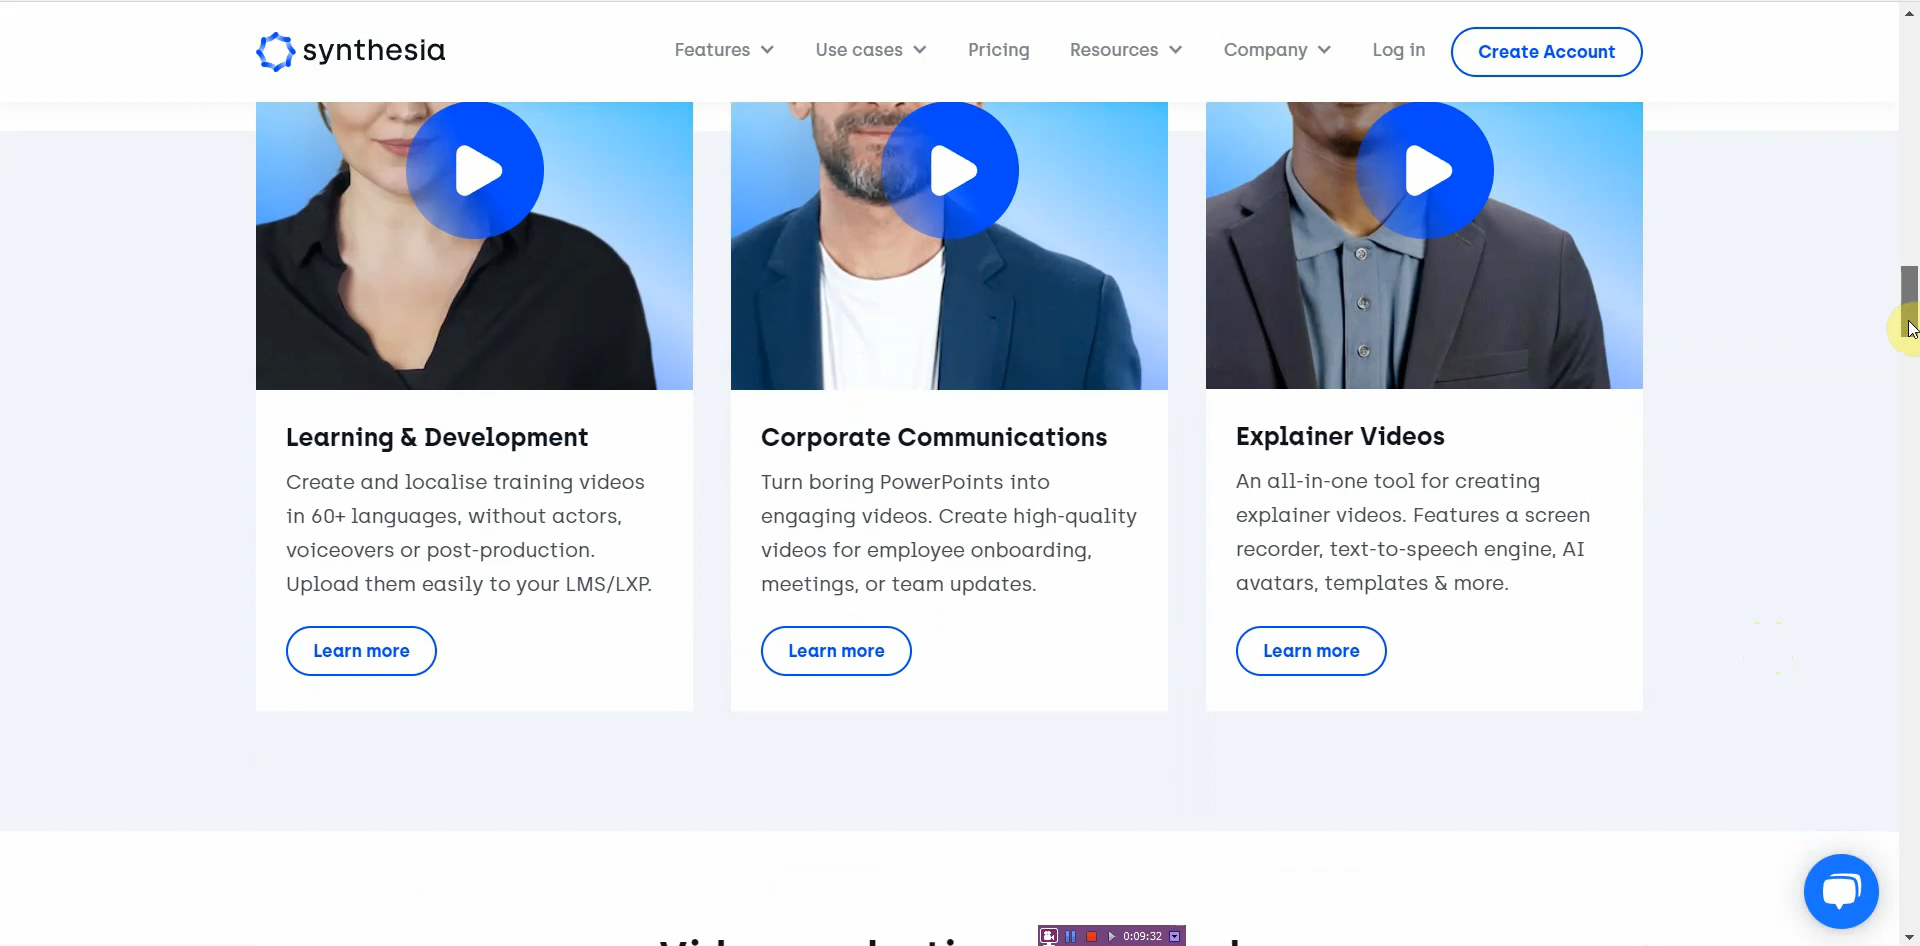 synthesia
Features
Use cases
Pricing
Resources
Company
Log in
Create Account
Learning & Development
Create and localise training videos
in 60+ languages, without actors,
voiceovers or post-production.
Upload them easily to your LMS/LXP.
Learn more
Corporate Communications
Turn boring PowerPoints into
engaging videos. Create high-quality
videos for employee onboarding,
meetings, or team updates.
Learn more
Explainer Videos
An all-in-one tool for creating
explainer videos. Features a screen
recorder, text-to-speech engine, AI
avatars, templates & more.
Learn more
0:09:32